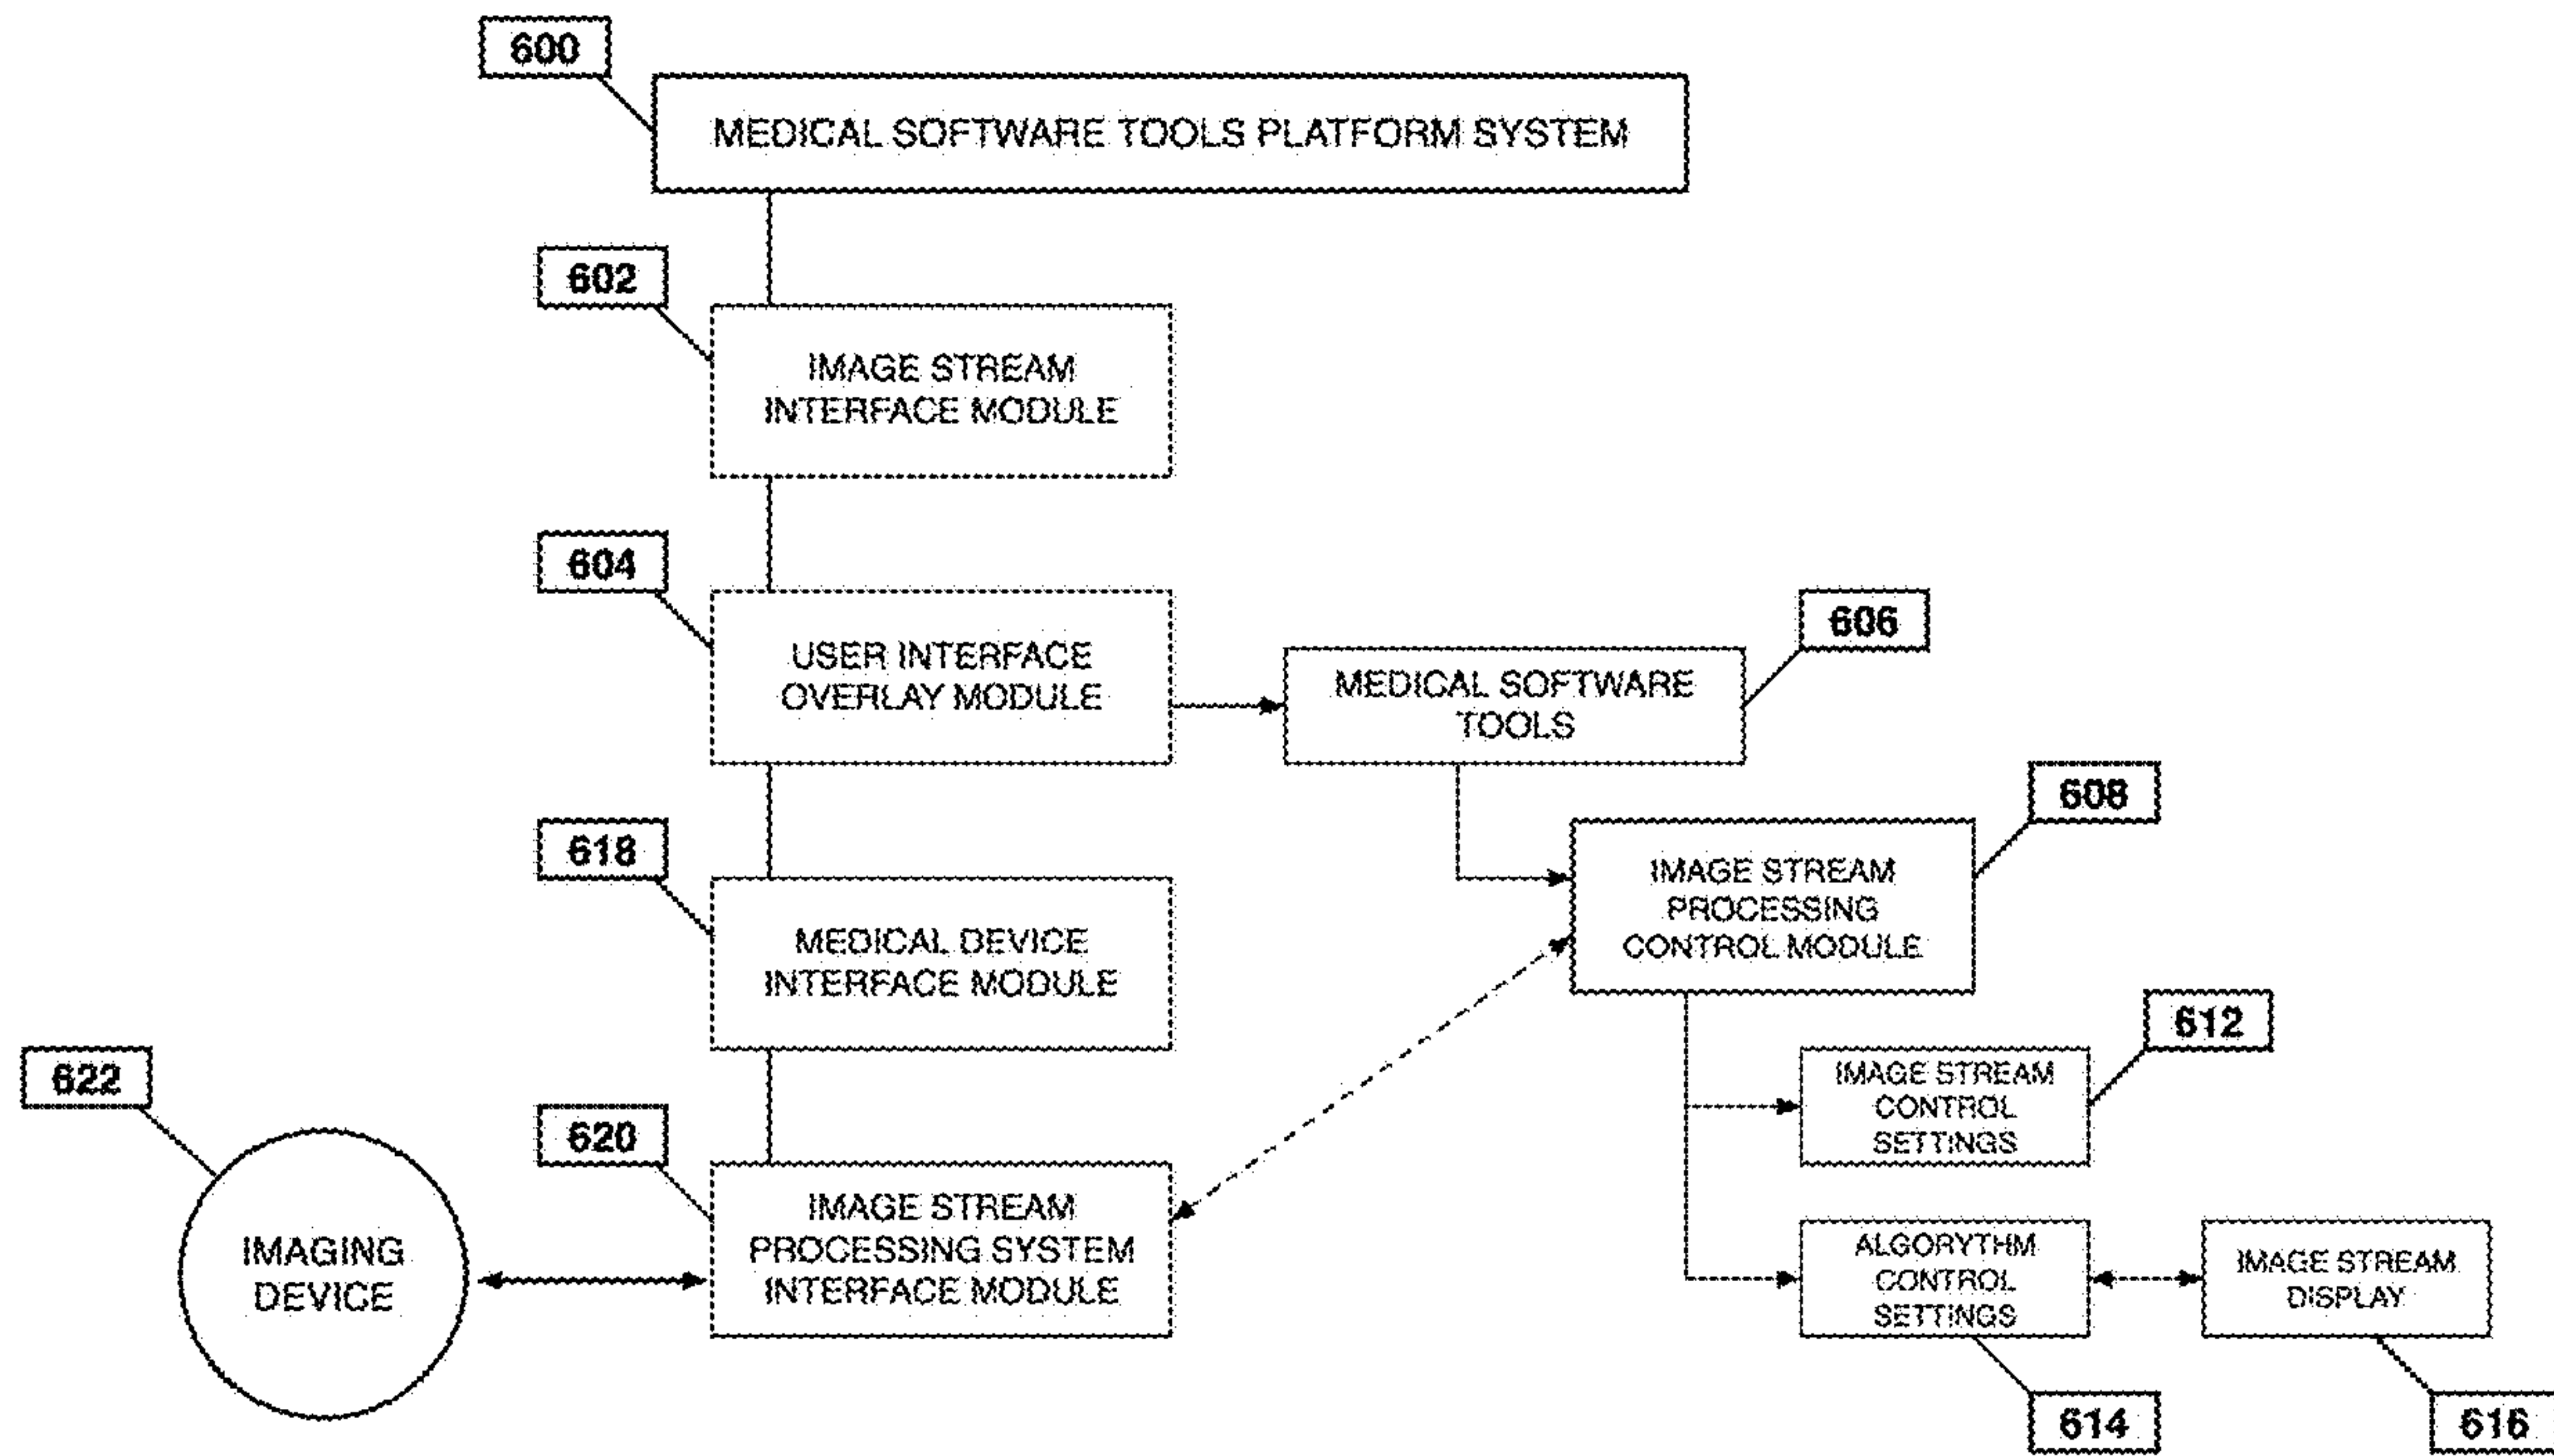 600
MEDICAL SOFTWARE TOOLS PLATFORM SYSTEM
602
IMAGE STREAM
INTERFACE MODULE
604
USER INTERFACE
OVERLAY MODULE
606
MEDICAL SOFTWARE
TOOLS
608
IMAGE STREAM
PROCESSING
CONTROL MODULE
618
MEDICAL DEVICE
INTERFACE MODULE
612
IMAGE STREAM
CONTROL
SETTINGS
622
IMAGING
DEVICE
620
IMAGE STREAM
PROCESSING SYSTEM
INTERFACE MODULE
ALGORYTHM
CONTROL
SETTINGS
614
IMAGE STREAM
DISPLAY
616